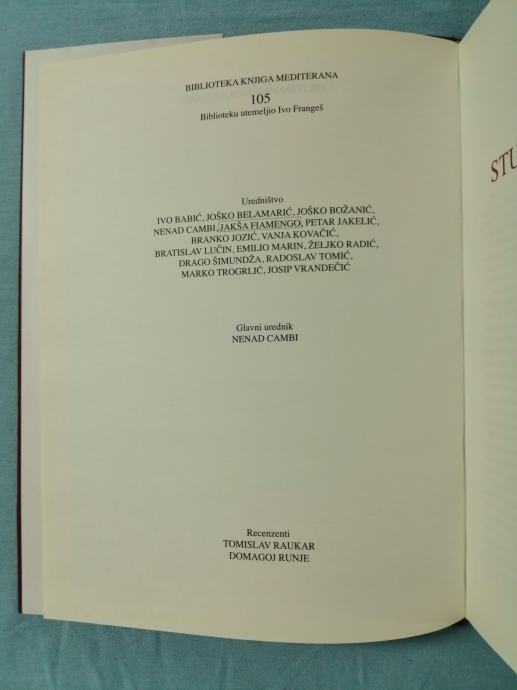 BIBLIOTEKA KNJIGA MEDITERANA
105
Biblioteku utemeljio Ivo Frangeš
Uredništvo
IVO BABIĆ, JOŠKO BELAMARIĆ, JOŠKO BOŽANIĆ,
NENAD CAMBI, JAKŠA FIAMENGO, PETAR JAKELIĆ,
BRANKO JOZIĆ, VANJA KOVAČIĆ,
BRATISLAV LUČIN, EMILIO MARIN, ŽELJKO RADIĆ,
DRAGO ŠIMUNDŽA, RADOSLAV TOMIĆ,
MARKO TROGRLIĆ, JOSIP VRANDEČIĆ
Glavni urednik
NENAD CAMBI
Recenzenti
TOMISLAV RAUKAR
DOMAGOJ RUNJE
STU